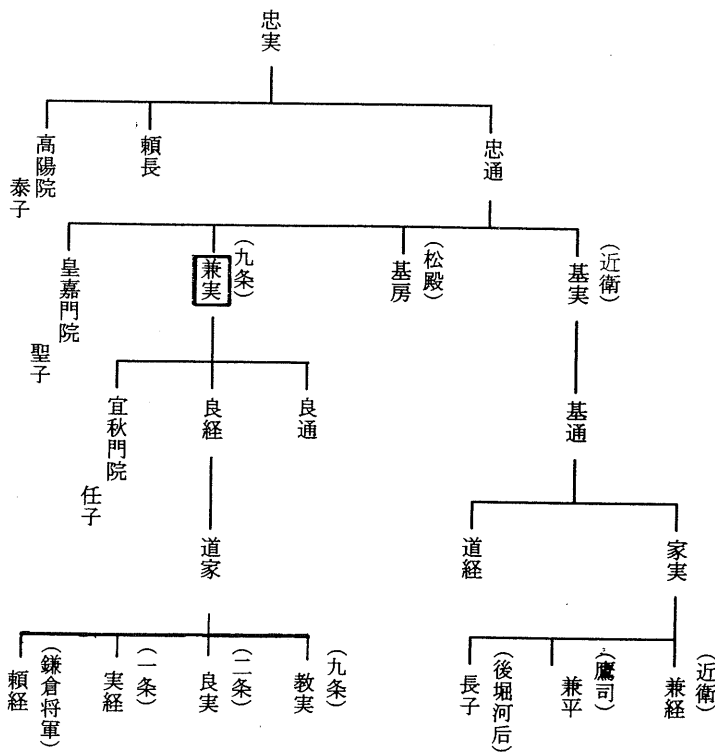 忠実
忠通
頼長
高陽院
泰子
(近衛)
基実
(松殿)
基房
(九条)
兼実
皇嘉門院
聖子
基通
良通
良経
宜秋門院
任子
家実
道経
道家
(近衛)
兼経
(鷹司)
兼平
(後堀河后)
長子
(九条)
教実
(二条)
良実
(一条)
実経
(鎌倉将軍)
頼経